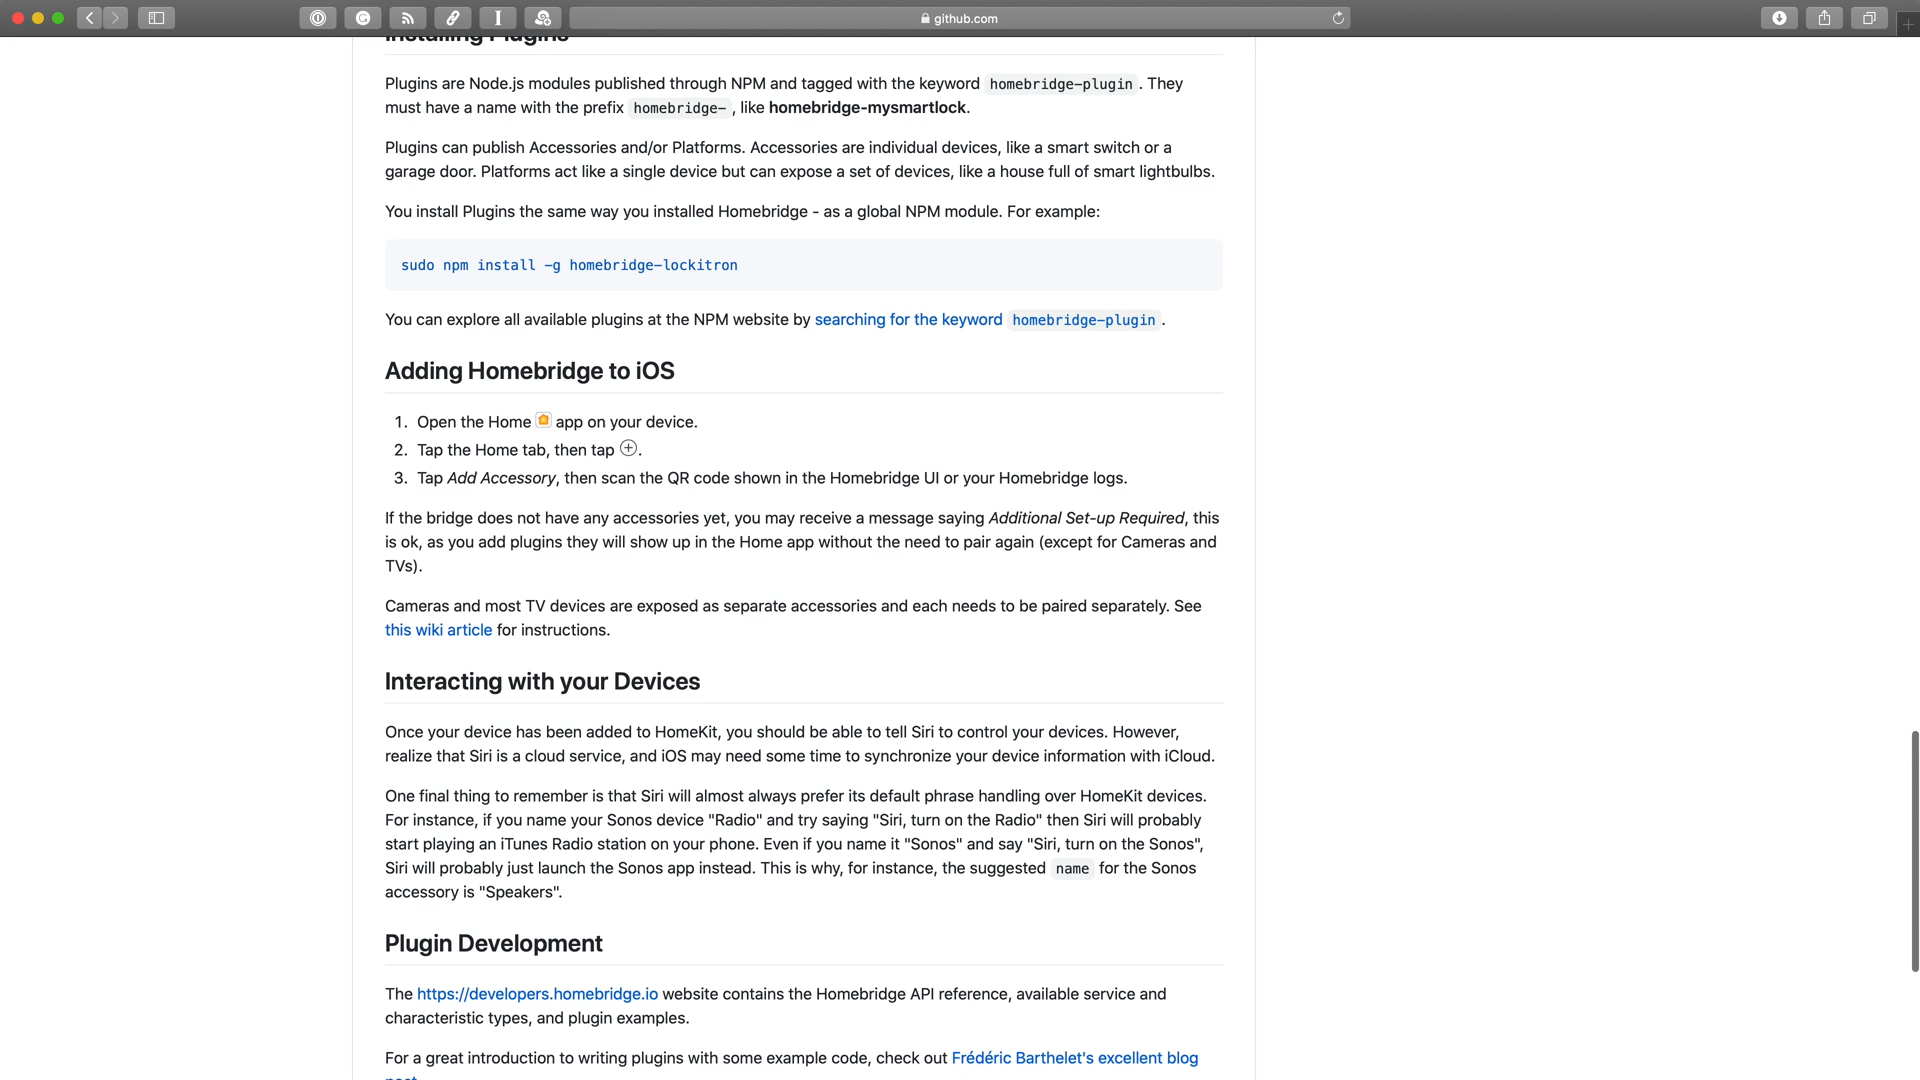 github.com
Installing Plugins
Plugins are Node.js modules published through NPM and tagged with the keyword homebridge-plugin . They
must have a name with the prefix homebridge- , like homebridge-mysmartlock.
Plugins can publish Accessories and/or Platforms. Accessories are individual devices, like a smart switch or a
garage door. Platforms act like a single device but can expose a set of devices, like a house full of smart lightbulbs.
You install Plugins the same way you installed Homebridge - as a global NPM module. For example:
sudo npm install -g homebridge-lockitron
You can explore all available plugins at the NPM website by searching for the keyword homebridge-plugin .
Adding Homebridge to iOS
1. Open the Home app on your device.
2. Tap the Home tab, then tap .
3. Tap Add Accessory, then scan the QR code shown in the Homebridge UI or your Homebridge logs.
If the bridge does not have any accessories yet, you may receive a message saying Additional Set-up Required, this
is ok, as you add plugins they will show up in the Home app without the need to pair again (except for Cameras and
TVs).
Cameras and most TV devices are exposed as separate accessories and each needs to be paired separately. See
this wiki article for instructions.
Interacting with your Devices
Once your device has been added to HomeKit, you should be able to tell Siri to control your devices. However,
realize that Siri is a cloud service, and iOS may need some time to synchronize your device information with iCloud.
One final thing to remember is that Siri will almost always prefer its default phrase handling over HomeKit devices.
For instance, if you name your Sonos device "Radio" and try saying "Siri, turn on the Radio" then Siri will probably
start playing an iTunes Radio station on your phone. Even if you name it "Sonos" and say "Siri, turn on the Sonos",
Siri will probably just launch the Sonos app instead. This is why, for instance, the suggested name for the Sonos
accessory is "Speakers".
Plugin Development
The https://developers.homebridge.io website contains the Homebridge API reference, available service and
characteristic types, and plugin examples.
For a great introduction to writing plugins with some example code, check out Frédéric Barthelet's excellent blog